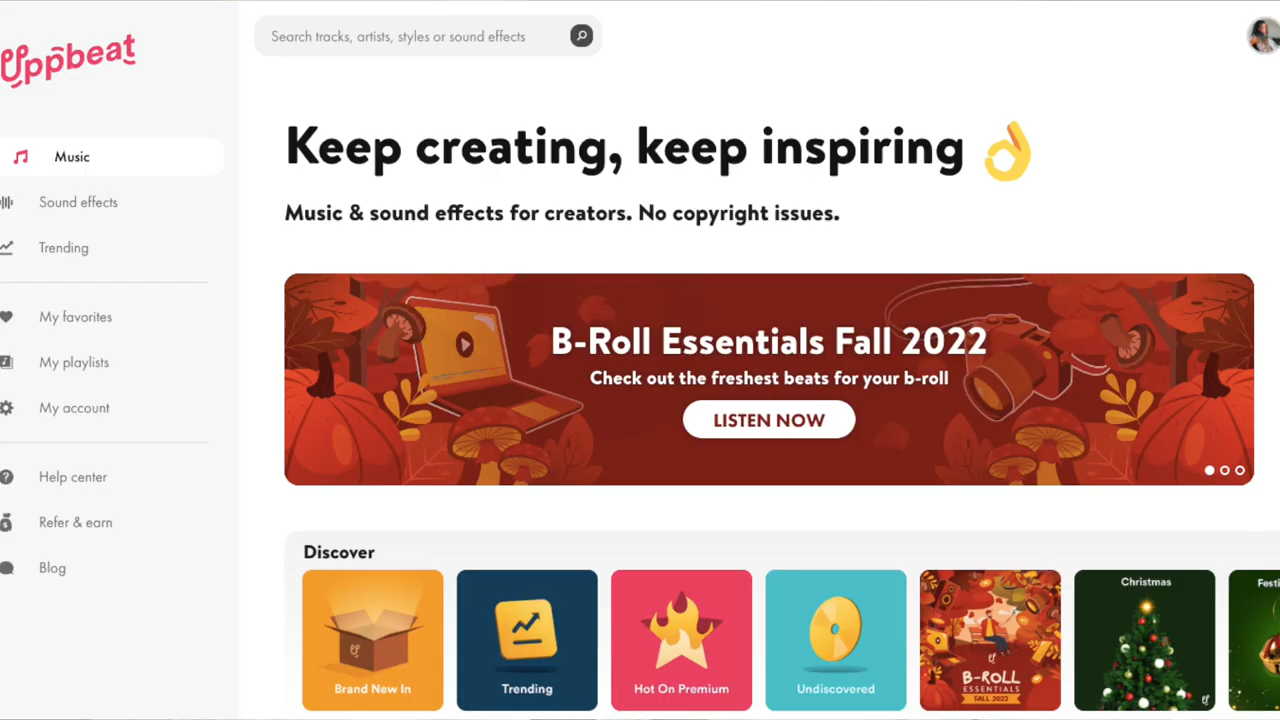 Uppbeat
Search tracks, artists, styles or sound effects
Music
Sound effects
Trending
My favorites
My playlists
My account
Help center
Refer & earn
Blog
Keep creating, keep inspiring 👌
Music & sound effects for creators. No copyright issues.
B-Roll Essentials Fall 2022
Check out the freshest beats for your b-roll
LISTEN NOW
Discover
Brand New In
Trending
Hot On Premium
Undiscovered
B-ROLL
ESSENTIALS
FALL 2022
Christmas
Festi